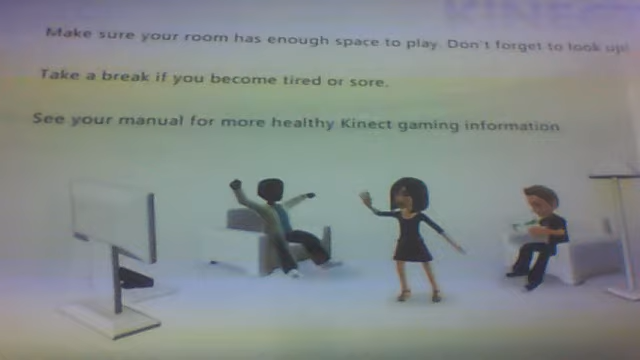 KINECT
Make sure your room has enough space to play. Don't forget to look up!
Take a break if you become tired or sore.
See your manual for more healthy Kinect gaming information